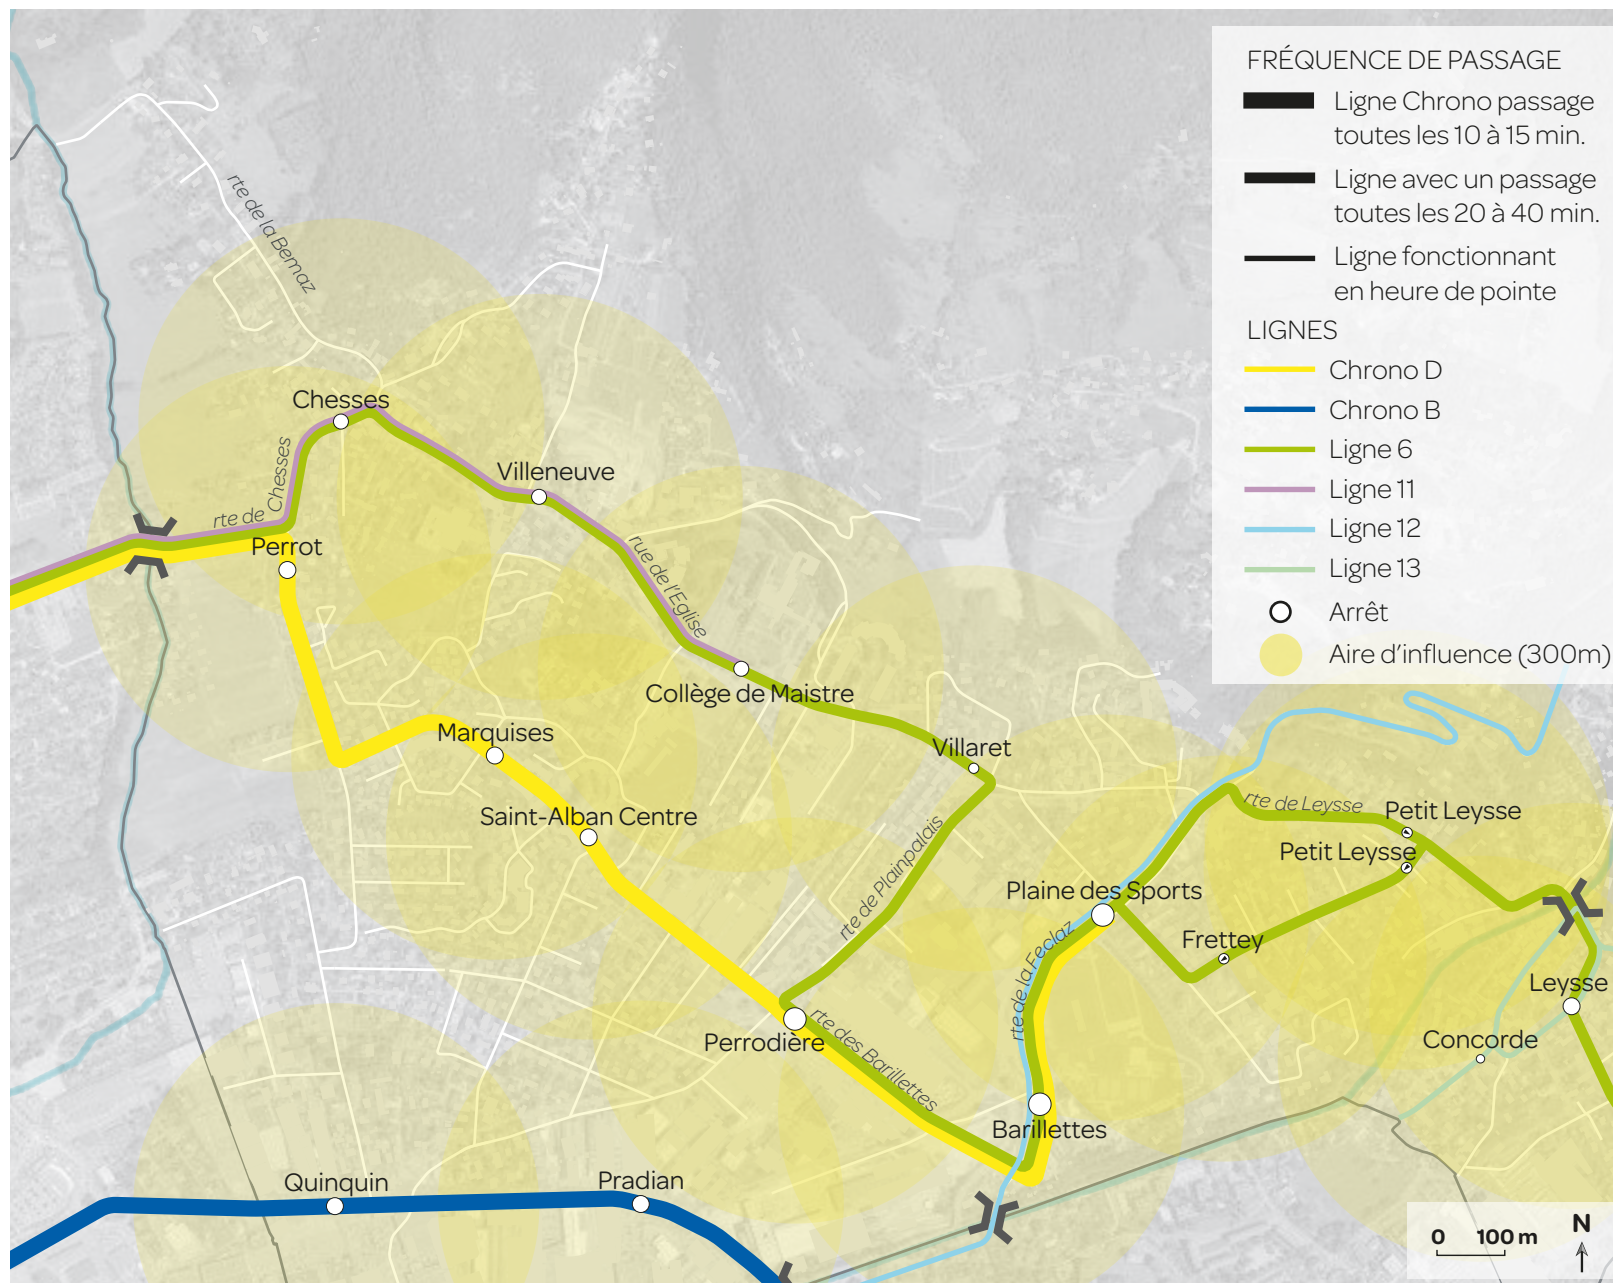 FRÉQUENCE DE PASSAGE
Ligne Chrono passage
toutes les 10 à 15 min.
Ligne avec un passage
toutes les 20 à 40 min.
Ligne fonctionnant
en heure de pointe
LIGNES
Chrono D
Chrono B
Ligne 6
Ligne 11
Ligne 12
Ligne 13
Arrêt
Aire d'influence (300m)
rte de la Bemaz
Chesses
rte de Chesses
Villeneuve
Perrot
rue de l'Eglise
Collège de Maistre
Marquises
Villaret
Saint-Alban Centre
rte de Leysse
Petit Leysse
Petit Leysse
rte de Plainpalais
Plaine des Sports
Frettey
rte de la Feclaz
Leysse
Perrodière
rte des Barillettes
Concorde
Barillettes
Quinquin
Pradian
0 100 m
N